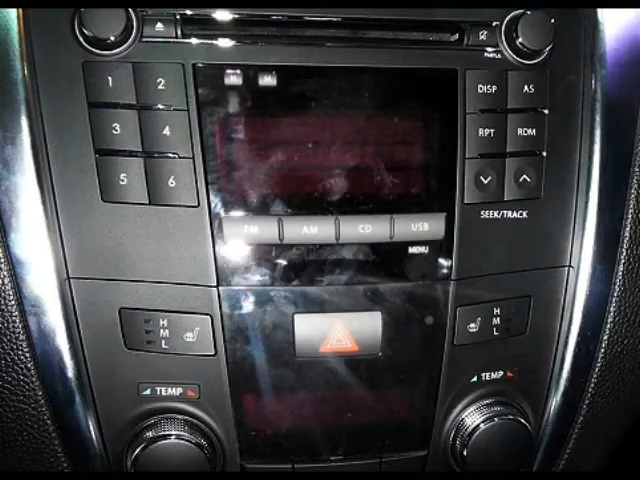 1 2 DISP AS
3 4 RPT RDM
5 6
SEEK/TRACK
FM AM CD USB
MENU
H
M
L
H
M
L
TEMP
TEMP